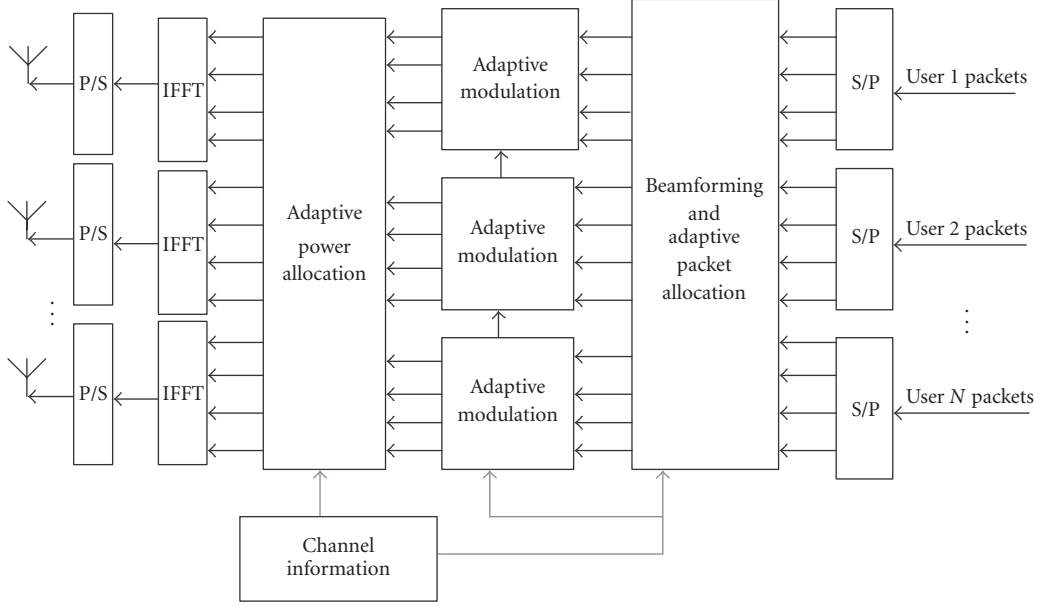 P/S
IFFT
Adaptive
power
allocation
Adaptive
modulation
Beamforming
and
adaptive
packet
allocation
S/P
User 1 packets
P/S
IFFT
Adaptive
modulation
S/P
User 2 packets
P/S
IFFT
Adaptive
modulation
S/P
User N packets
Channel
information